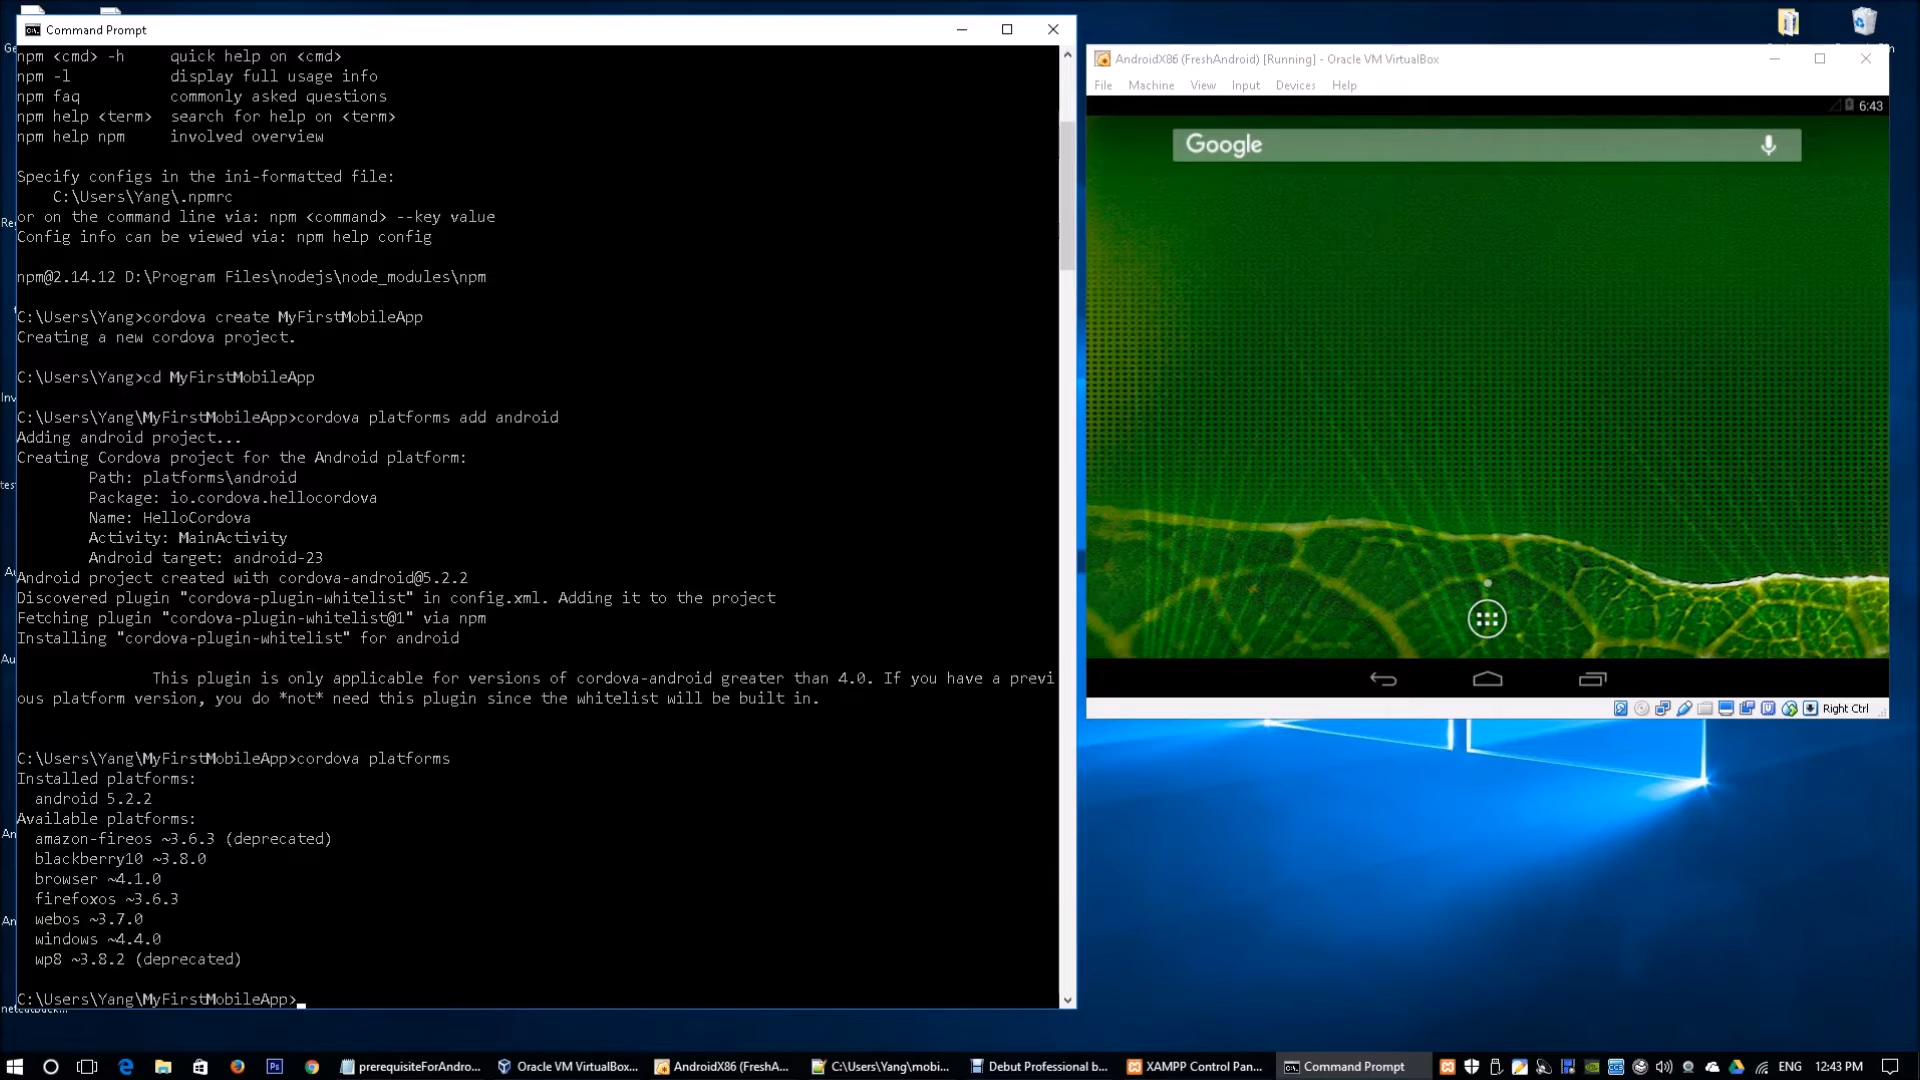 Command Prompt
npm <cmd> -h     quick help on <cmd>
npm -l           display full usage info
npm faq          commonly asked questions
npm help <term>  search for help on <term>
npm help npm     involved overview
Specify configs in the ini-formatted file:
C:\Users\Yang\.npmrc
or on the command line via: npm <command> --key value
Config info can be viewed via: npm help config
npm@2.14.12 D:\Program Files\nodejs\node_modules\npm
C:\Users\Yang>cordova create MyFirstMobileApp
Creating a new cordova project.
C:\Users\Yang>cd MyFirstMobileApp
C:\Users\Yang\MyFirstMobileApp>cordova platforms add android
Adding android project...
Creating Cordova project for the Android platform:
Path: platforms\android
Package: io.cordova.hellocordova
Name: HelloCordova
Activity: MainActivity
Android target: android-23
Android project created with cordova-android@5.2.2
Discovered plugin "cordova-plugin-whitelist" in config.xml. Adding it to the project
Fetching plugin "cordova-plugin-whitelist@1" via npm
Installing "cordova-plugin-whitelist" for android
This plugin is only applicable for versions of cordova-android greater than 4.0. If you have a previ
ous platform version, you do *not* need this plugin since the whitelist will be built in.
C:\Users\Yang\MyFirstMobileApp>cordova platforms
Installed platforms:
android 5.2.2
Available platforms:
amazon-fireos ~3.6.3 (deprecated)
blackberry10 ~3.8.0
browser ~4.1.0
firefoxos ~3.6.3
webos ~3.7.0
windows ~4.4.0
wp8 ~3.8.2 (deprecated)
C:\Users\Yang\MyFirstMobileApp>
AndroidX86 (FreshAndroid) [Running] - Oracle VM VirtualBox
File Machine View Input Devices Help
6:43
Google
Right Ctrl
prerequisiteForAndro...
Oracle VM VirtualBox...
AndroidX86 (FreshA...
C:\Users\Yang\mobi...
Debut Professional b...
XAMPP Control Pan...
Command Prompt
ENG
12:43 PM